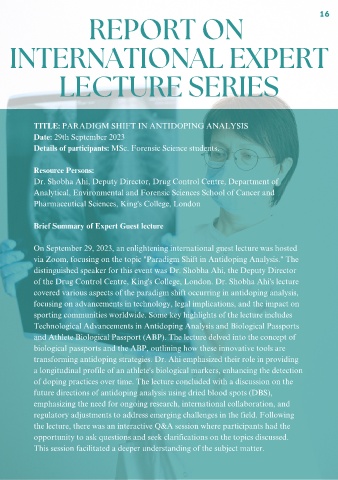 16
REPORT ON
INTERNATIONAL EXPERT
LECTURE SERIES
TITLE: PARADIGM SHIFT IN ANTIDOPING ANALYSIS
Date: 29th September 2023
Details of participants: MSc. Forensic Science students.
Resource Persons:
Dr. Shobha Ahi, Deputy Director, Drug Control Centre, Department of
Analytical, Environmental and Forensic Sciences School of Cancer and
Pharmaceutical Sciences, King's College, London
Brief Summary of Expert Guest lecture
On September 29, 2023, an enlightening international guest lecture was hosted
via Zoom, focusing on the topic "Paradigm Shift in Antidoping Analysis." The
distinguished speaker for this event was Dr. Shobha Ahi, the Deputy Director
of the Drug Control Centre, King's College, London. Dr. Shobha Ahi's lecture
covered various aspects of the paradigm shift occurring in antidoping analysis,
focusing on advancements in technology, legal implications, and the impact on
sporting communities worldwide. Some key highlights of the lecture includes
Technological Advancements in Antidoping Analysis and Biological Passports
and Athlete Biological Passport (ABP). The lecture delved into the concept of
biological passports and the ABP, outlining how these innovative tools are
transforming antidoping strategies. Dr. Ahi emphasized their role in providing
a longitudinal profile of an athlete's biological markers, enhancing the detection
of doping practices over time. The lecture concluded with a discussion on the
future directions of antidoping analysis using dried blood spots (DBS),
emphasizing the need for ongoing research, international collaboration, and
regulatory adjustments to address emerging challenges in the field. Following
the lecture, there was an interactive Q&A session where participants had the
opportunity to ask questions and seek clarifications on the topics discussed.
This session facilitated a deeper understanding of the subject matter.